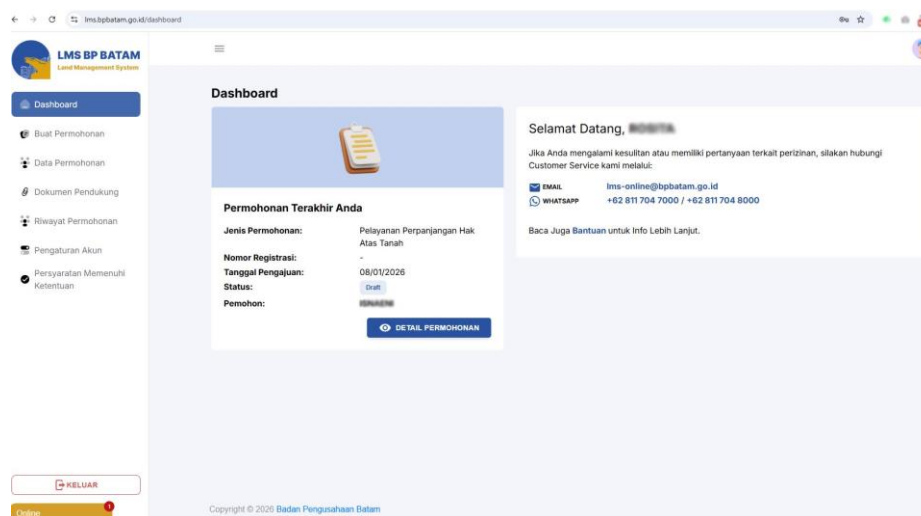 lms.bpbatam.go.id/dashboard
LMS BP BATAM
Land Management System
Dashboard
Buat Permohonan
Data Permohonan
Dokumen Pendukung
Riwayat Permohonan
Pengaturan Akun
Persyaratan Memenuhi
Ketentuan
KELUAR
Online
1
Dashboard
Permohonan Terakhir Anda
Jenis Permohonan: Pelayanan Perpanjangan Hak
Atas Tanah
Nomor Registrasi: -
Tanggal Pengajuan: 08/01/2026
Status: Draft
Pemohon:
DETAIL PERMOHONAN
Selamat Datang,
Jika Anda mengalami kesulitan atau memiliki pertanyaan terkait perizinan, silakan hubungi
Customer Service kami melalui:
EMAIL lms-online@bpbatam.go.id
WHATSAPP +62 811 704 7000 / +62 811 704 8000
Baca Juga Bantuan untuk Info Lebih Lanjut.
Copyright © 2026 Badan Pengusahaan Batam